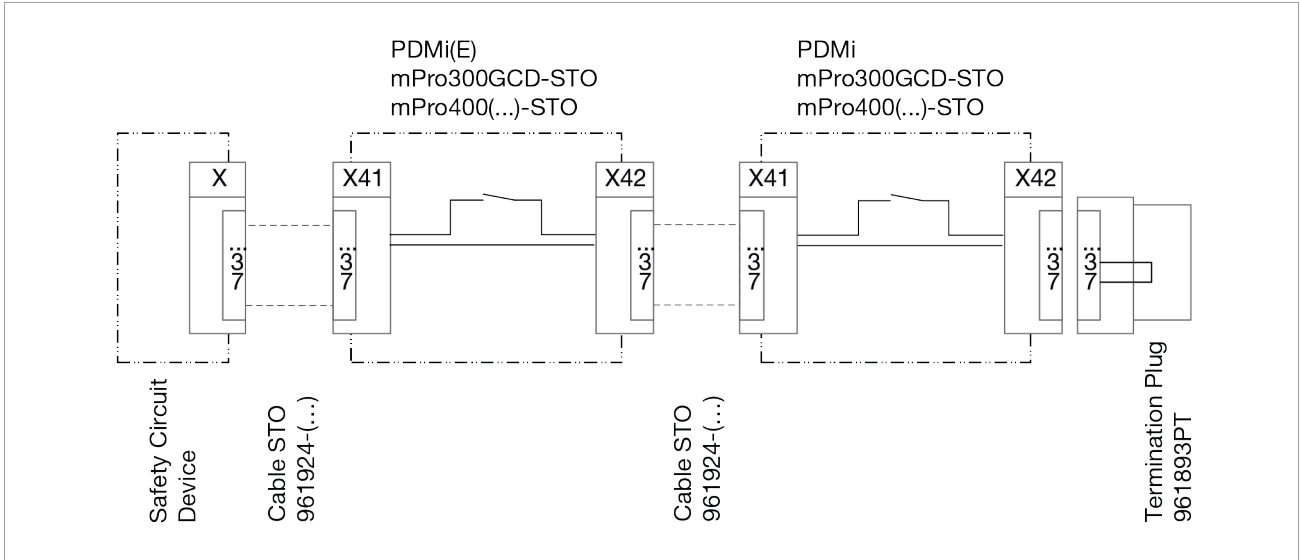 PDMi(E)
mPro300GCD-STO
mPro400(...)-STO
PDMi
mPro300GCD-STO
mPro400(...)-STO
X
X41
X42
X41
X42
...
3
7
...
3
7
...
3
7
...
3
7
...
3
7
...
3
7
Safety Circuit
Device
Cable STO
961924-(...)
Cable STO
961924-(...)
Termination Plug
961893PT